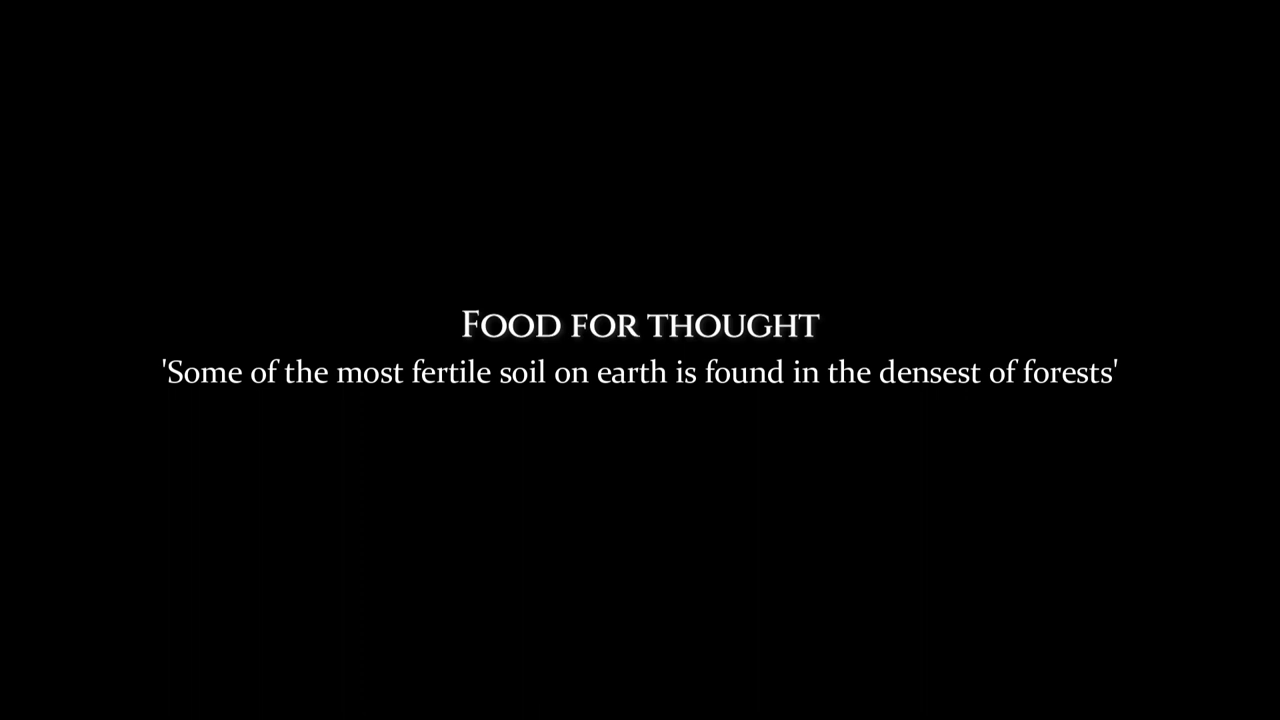 Food for thought
'Some of the most fertile soil on earth is found in the densest of forests'